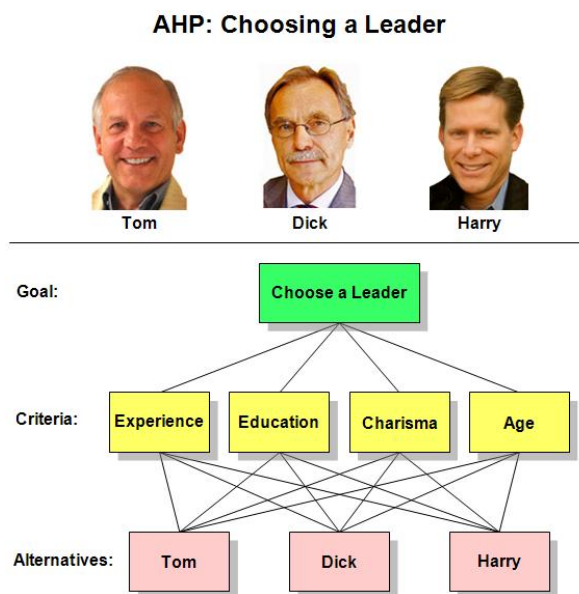 AHP: Choosing a Leader
Tom Dick Harry
Goal: Choose a Leader
Criteria: Experience Education Charisma Age
Alternatives: Tom Dick Harry